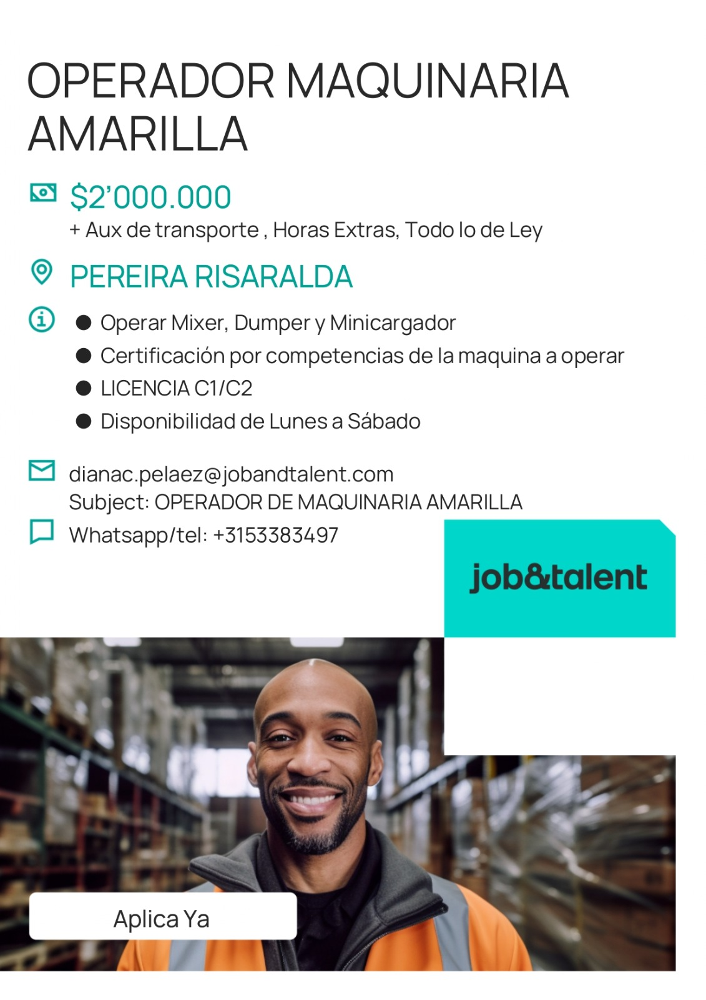 OPERADOR MAQUINARIA
AMARILLA
$2’000.000
+ Aux de transporte , Horas Extras, Todo lo de Ley
PEREIRA RISARALDA
● Operar Mixer, Dumper y Minicargador
● Certificación por competencias de la maquina a operar
● LICENCIA C1/C2
● Disponibilidad de Lunes a Sábado
dianac.pelaez@jobandtalent.com
Subject: OPERADOR DE MAQUINARIA AMARILLA
Whatsapp/tel: +3153383497
job&talent
Aplica Ya